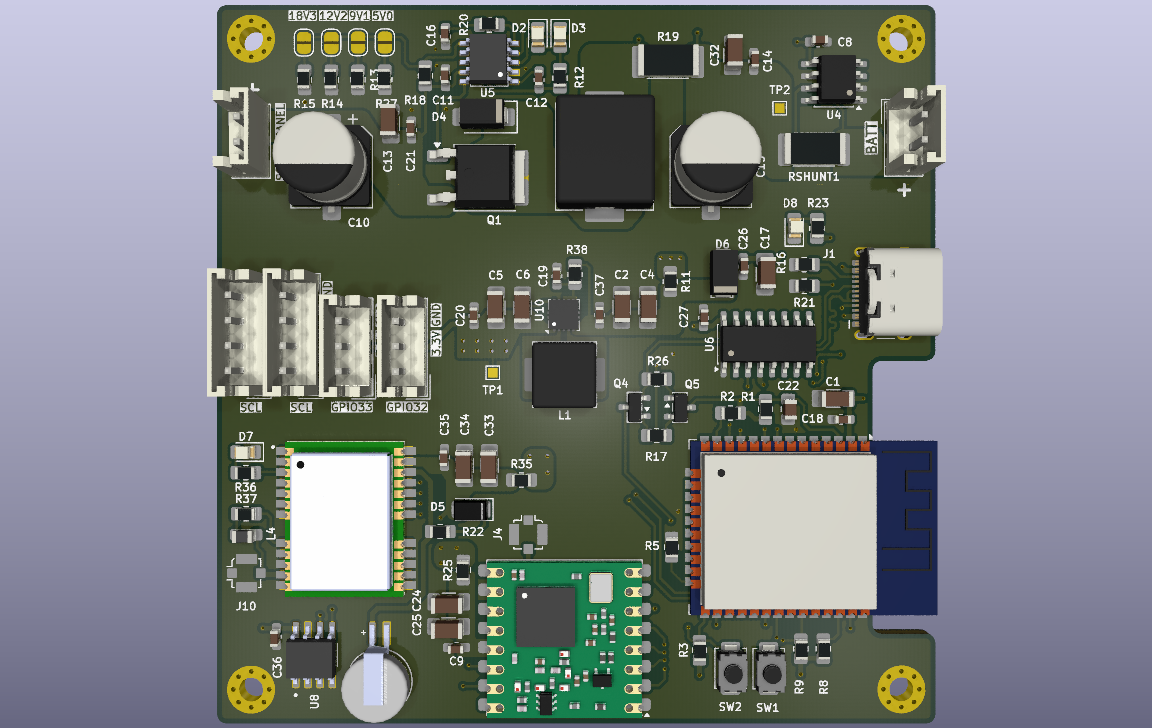 18V3 12V2 9V1 5V0
R20
D2
D3
C16
R19
C32
C14
C8
R12
R13
R15
R14
R27
R18
C11
U5
C12
TP2
D4
U4
BATT
C13
C21
RSHUNT1
+
+
Q1
C10
D8
R23
R38
D6
C26
C17
R16
J1
C19
C5
C6
C2
C4
R11
R21
C20
U10
C37
C27
3.3V GND
U6
TP1
R26
Q4
Q5
L1
SCL
SCL
GPIO33
GPIO32
R2
R1
C22
C1
C18
D7
C35
C34
C33
R17
R36
R37
R35
D5
R22
J4
L4
R5
R25
J10
C24
C25
+
C36
C9
U8
R3
R9
R8
SW2
SW1